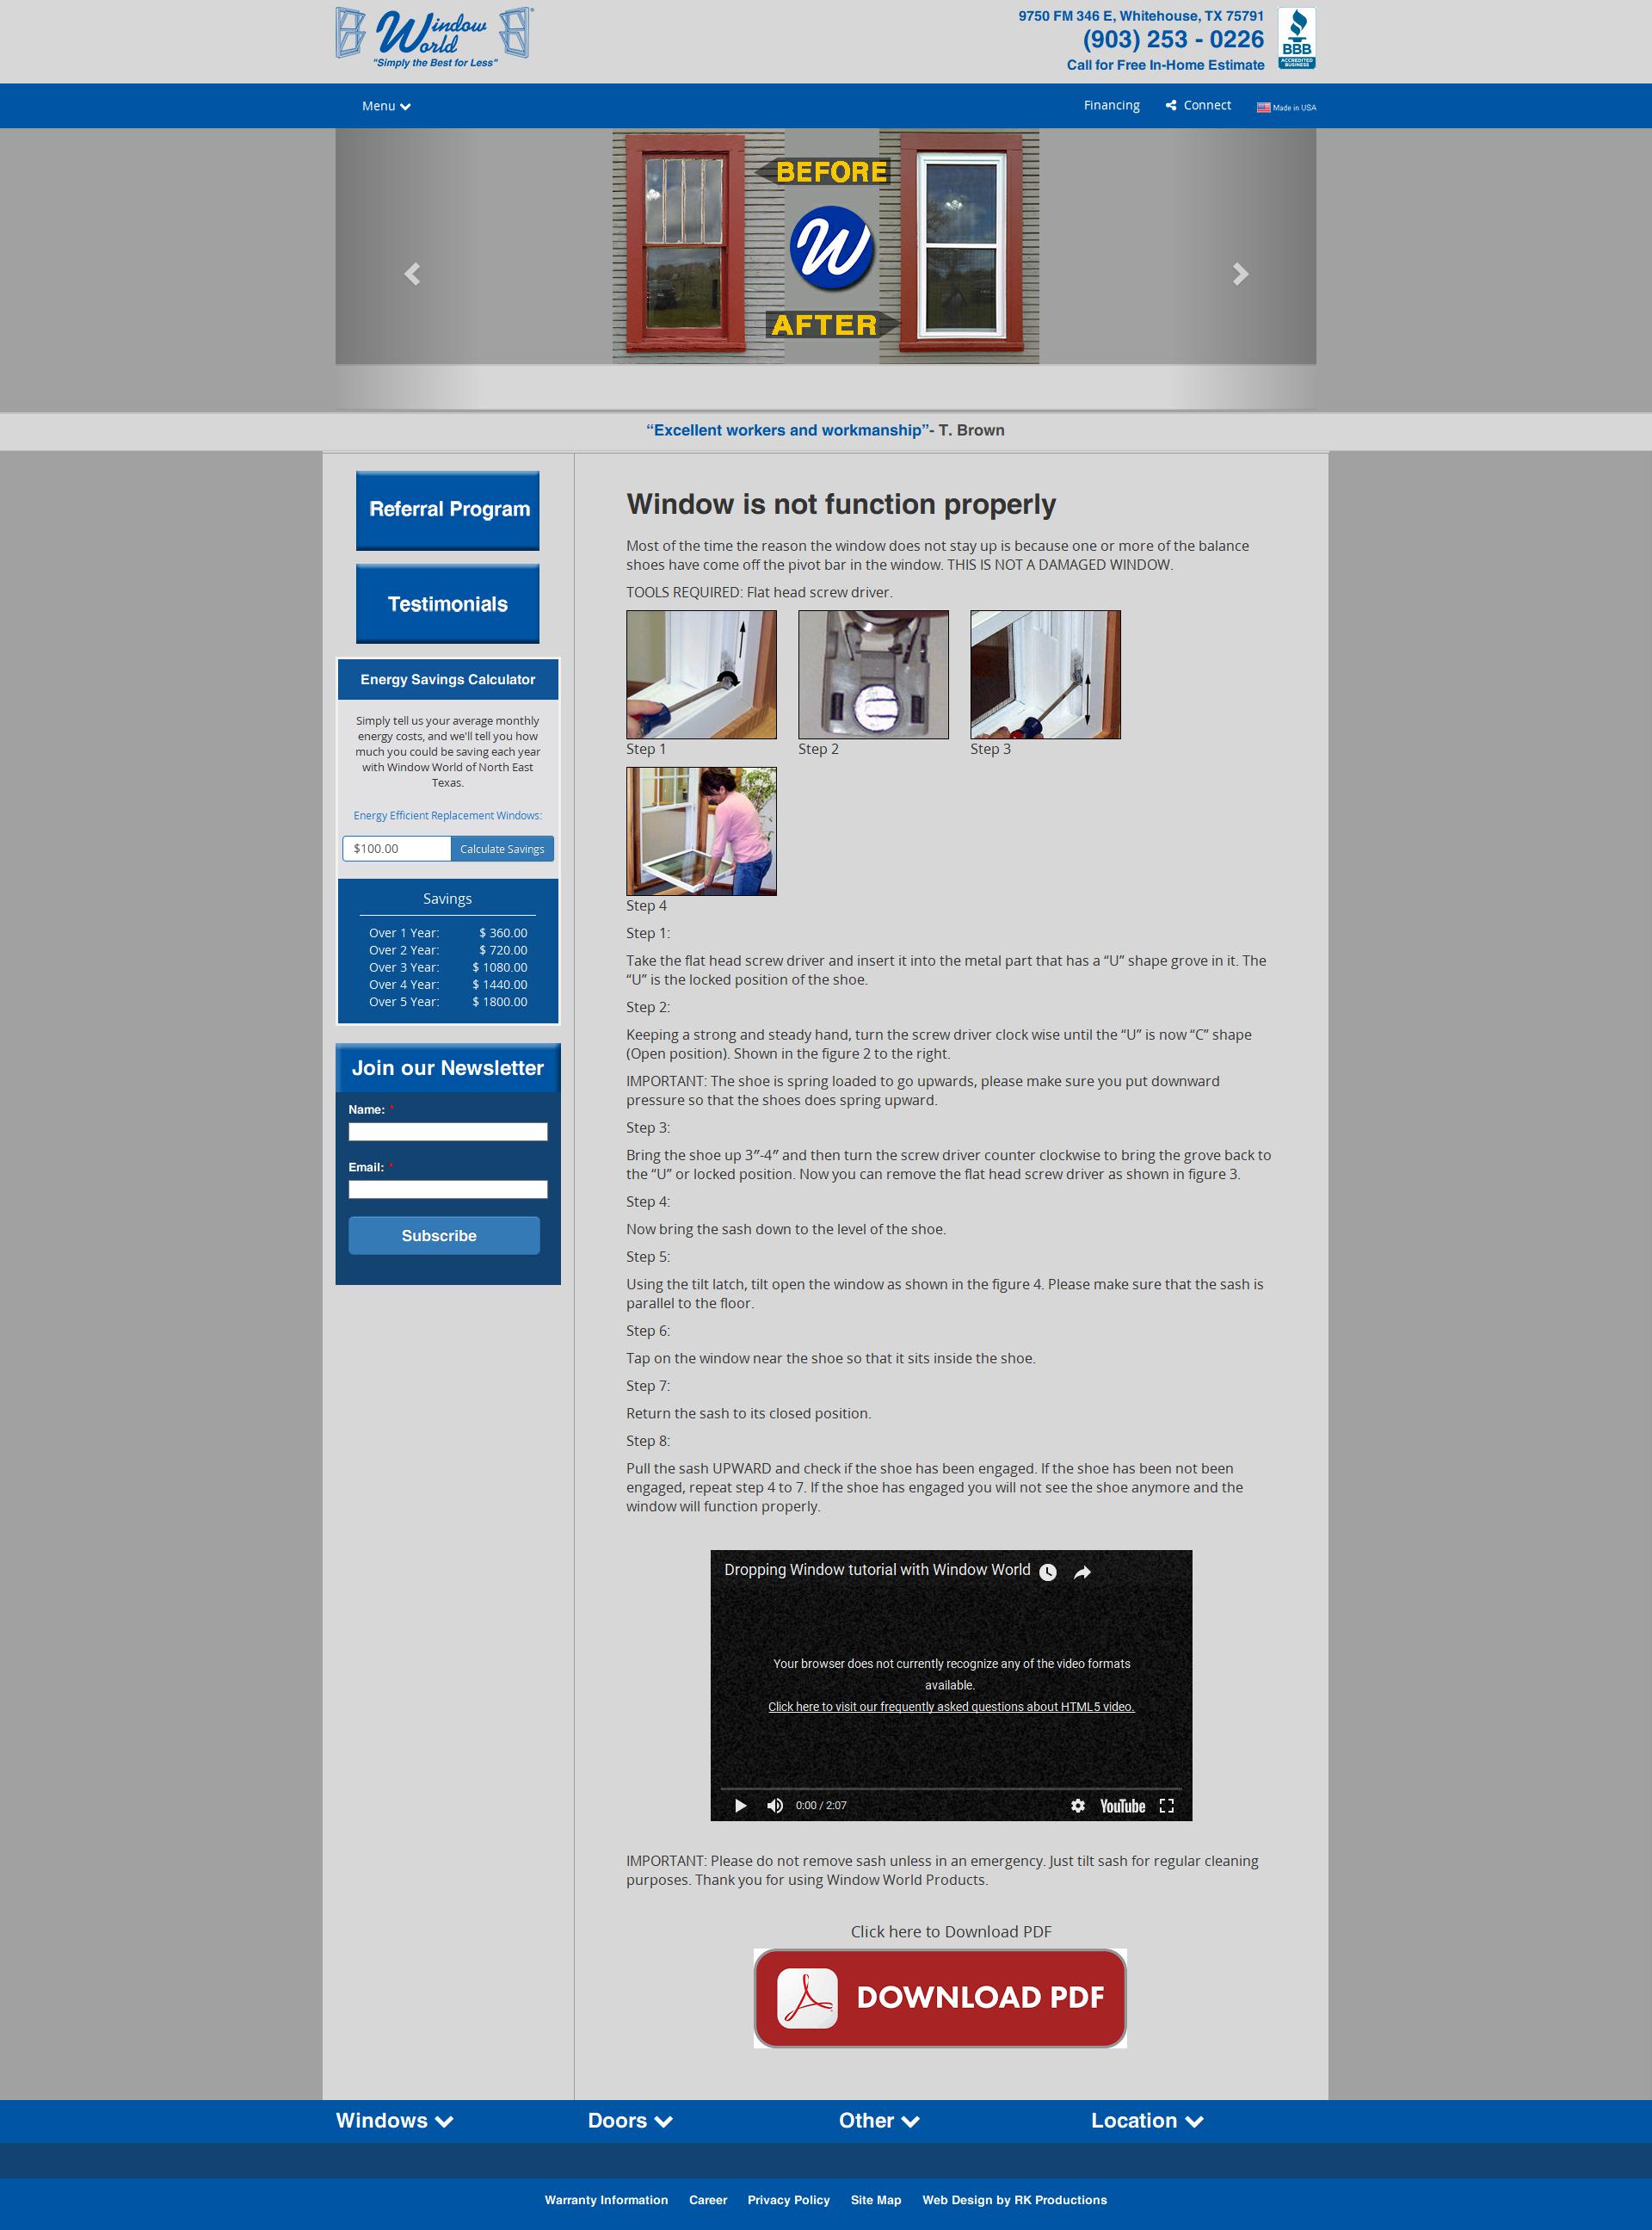 Window World
"Simply the Best for Less"
9750 FM 346 E, Whitehouse, TX 75791
(903) 253 - 0226
Call for Free In-Home Estimate
BBB
ACCREDITED BUSINESS
Menu
Financing
Connect
Made in USA
BEFORE
W
AFTER
“Excellent workers and workmanship”- T. Brown
Referral Program
Testimonials
Energy Savings Calculator
Simply tell us your average monthly
energy costs, and we'll tell you how
much you could be saving each year
with Window World of North East
Texas.
Energy Efficient Replacement Windows:
$100.00
Calculate Savings
Savings
Over 1 Year: $ 360.00
Over 2 Year: $ 720.00
Over 3 Year: $ 1080.00
Over 4 Year: $ 1440.00
Over 5 Year: $ 1800.00
Join our Newsletter
Name: *
Email: *
Subscribe
Window is not function properly
Most of the time the reason the window does not stay up is because one or more of the balance
shoes have come off the pivot bar in the window. THIS IS NOT A DAMAGED WINDOW.
TOOLS REQUIRED: Flat head screw driver.
Step 1
Step 2
Step 3
Step 4
Step 1:
Take the flat head screw driver and insert it into the metal part that has a “U” shape grove in it. The
“U” is the locked position of the shoe.
Step 2:
Keeping a strong and steady hand, turn the screw driver clock wise until the “U” is now “C” shape
(Open position). Shown in the figure 2 to the right.
IMPORTANT: The shoe is spring loaded to go upwards, please make sure you put downward
pressure so that the shoes does spring upward.
Step 3:
Bring the shoe up 3″-4″ and then turn the screw driver counter clockwise to bring the grove back to
the “U” or locked position. Now you can remove the flat head screw driver as shown in figure 3.
Step 4:
Now bring the sash down to the level of the shoe.
Step 5:
Using the tilt latch, tilt open the window as shown in the figure 4. Please make sure that the sash is
parallel to the floor.
Step 6:
Tap on the window near the shoe so that it sits inside the shoe.
Step 7:
Return the sash to its closed position.
Step 8:
Pull the sash UPWARD and check if the shoe has been engaged. If the shoe has been not been
engaged, repeat step 4 to 7. If the shoe has engaged you will not see the shoe anymore and the
window will function properly.
Dropping Window tutorial with Window World
Your browser does not currently recognize any of the video formats
available.
Click here to visit our frequently asked questions about HTML5 video.
0:00 / 2:07
YouTube
IMPORTANT: Please do not remove sash unless in an emergency. Just tilt sash for regular cleaning
purposes. Thank you for using Window World Products.
Click here to Download PDF
DOWNLOAD PDF
Windows
Doors
Other
Location
Warranty Information
Career
Privacy Policy
Site Map
Web Design by RK Productions